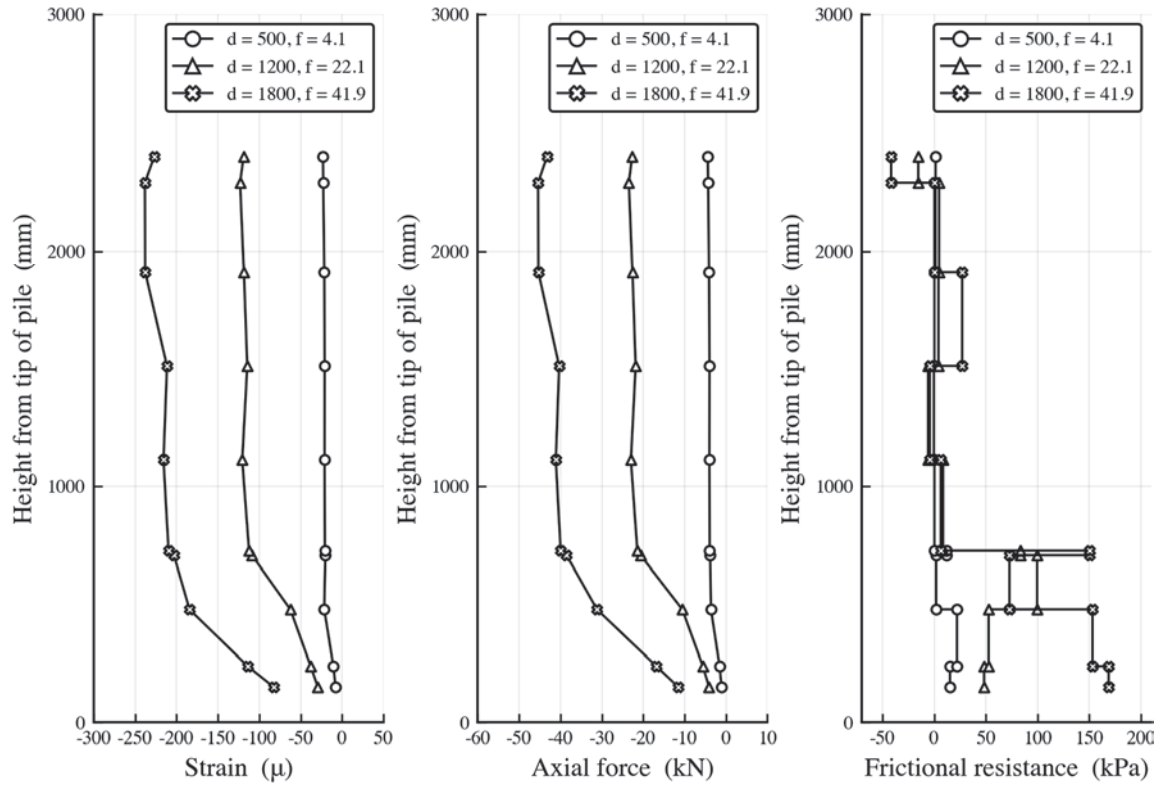 3000
2000
1000
0
Height from tip of pile (mm)
d = 500, f = 4.1
d = 1200, f = 22.1
d = 1800, f = 41.9
-300 -250 -200 -150 -100 -50 0 50
Strain (μ)
3000
2000
1000
0
Height from tip of pile (mm)
d = 500, f = 4.1
d = 1200, f = 22.1
d = 1800, f = 41.9
-60 -50 -40 -30 -20 -10 0 10
Axial force (kN)
3000
2000
1000
0
Height from tip of pile (mm)
d = 500, f = 4.1
d = 1200, f = 22.1
d = 1800, f = 41.9
-50 0 50 100 150 200
Frictional resistance (kPa)